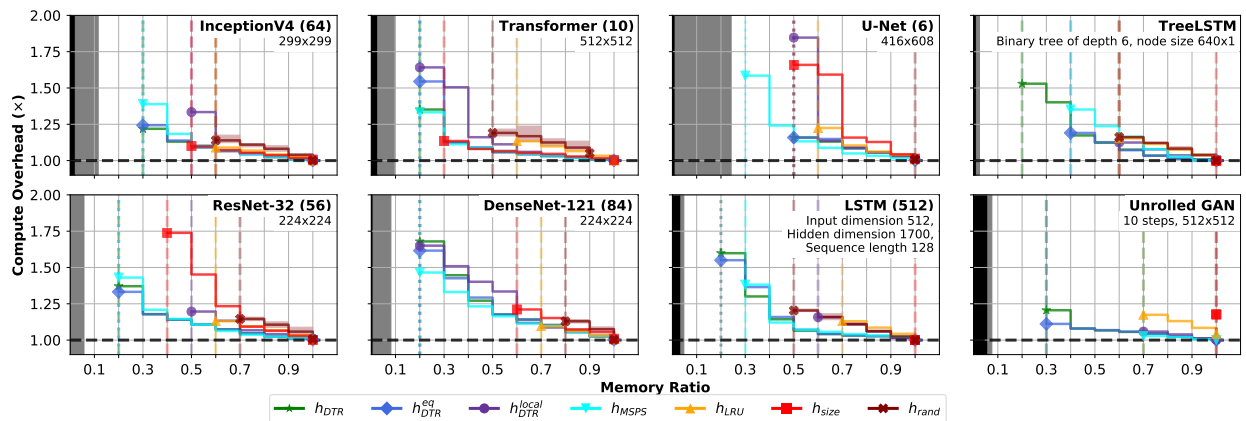 InceptionV4 (64)
299x299
Transformer (10)
512x512
U-Net (6)
416x608
TreeLSTM
Binary tree of depth 6, node size 640x1
2.00
1.75
1.50
1.25
1.00
ResNet-32 (56)
224x224
DenseNet-121 (84)
224x224
LSTM (512)
Input dimension 512,
Hidden dimension 1700,
Sequence length 128
Unrolled GAN
10 steps, 512x512
2.00
1.75
1.50
1.25
1.00
Compute Overhead (×)
0.1 0.3 0.5 0.7 0.9
0.1 0.3 0.5 0.7 0.9
0.1 0.3 0.5 0.7 0.9
0.1 0.3 0.5 0.7 0.9
Memory Ratio
h_DTR h_DTR^eq h_DTR^local h_MSPS h_LRU h_size h_rand